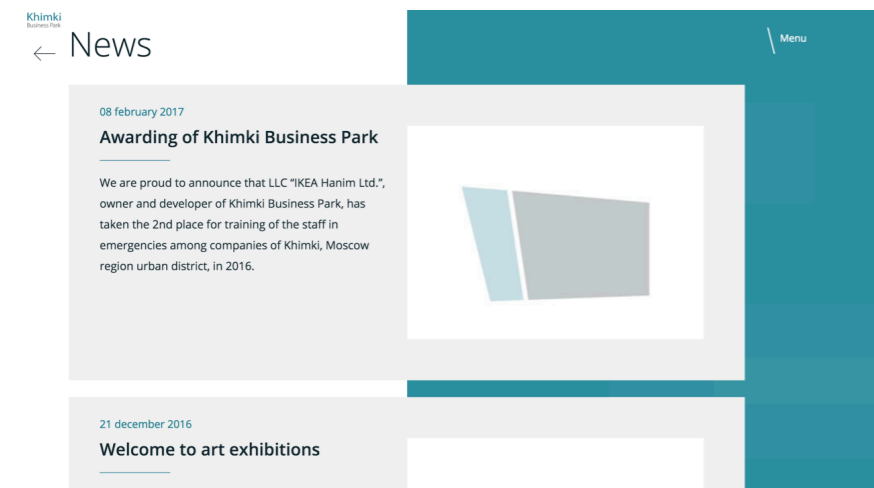 Khimki
Business Park
News
Menu
08 february 2017
Awarding of Khimki Business Park
We are proud to announce that LLC “IKEA Hanim Ltd.”,
owner and developer of Khimki Business Park, has
taken the 2nd place for training of the staff in
emergencies among companies of Khimki, Moscow
region urban district, in 2016.
21 december 2016
Welcome to art exhibitions